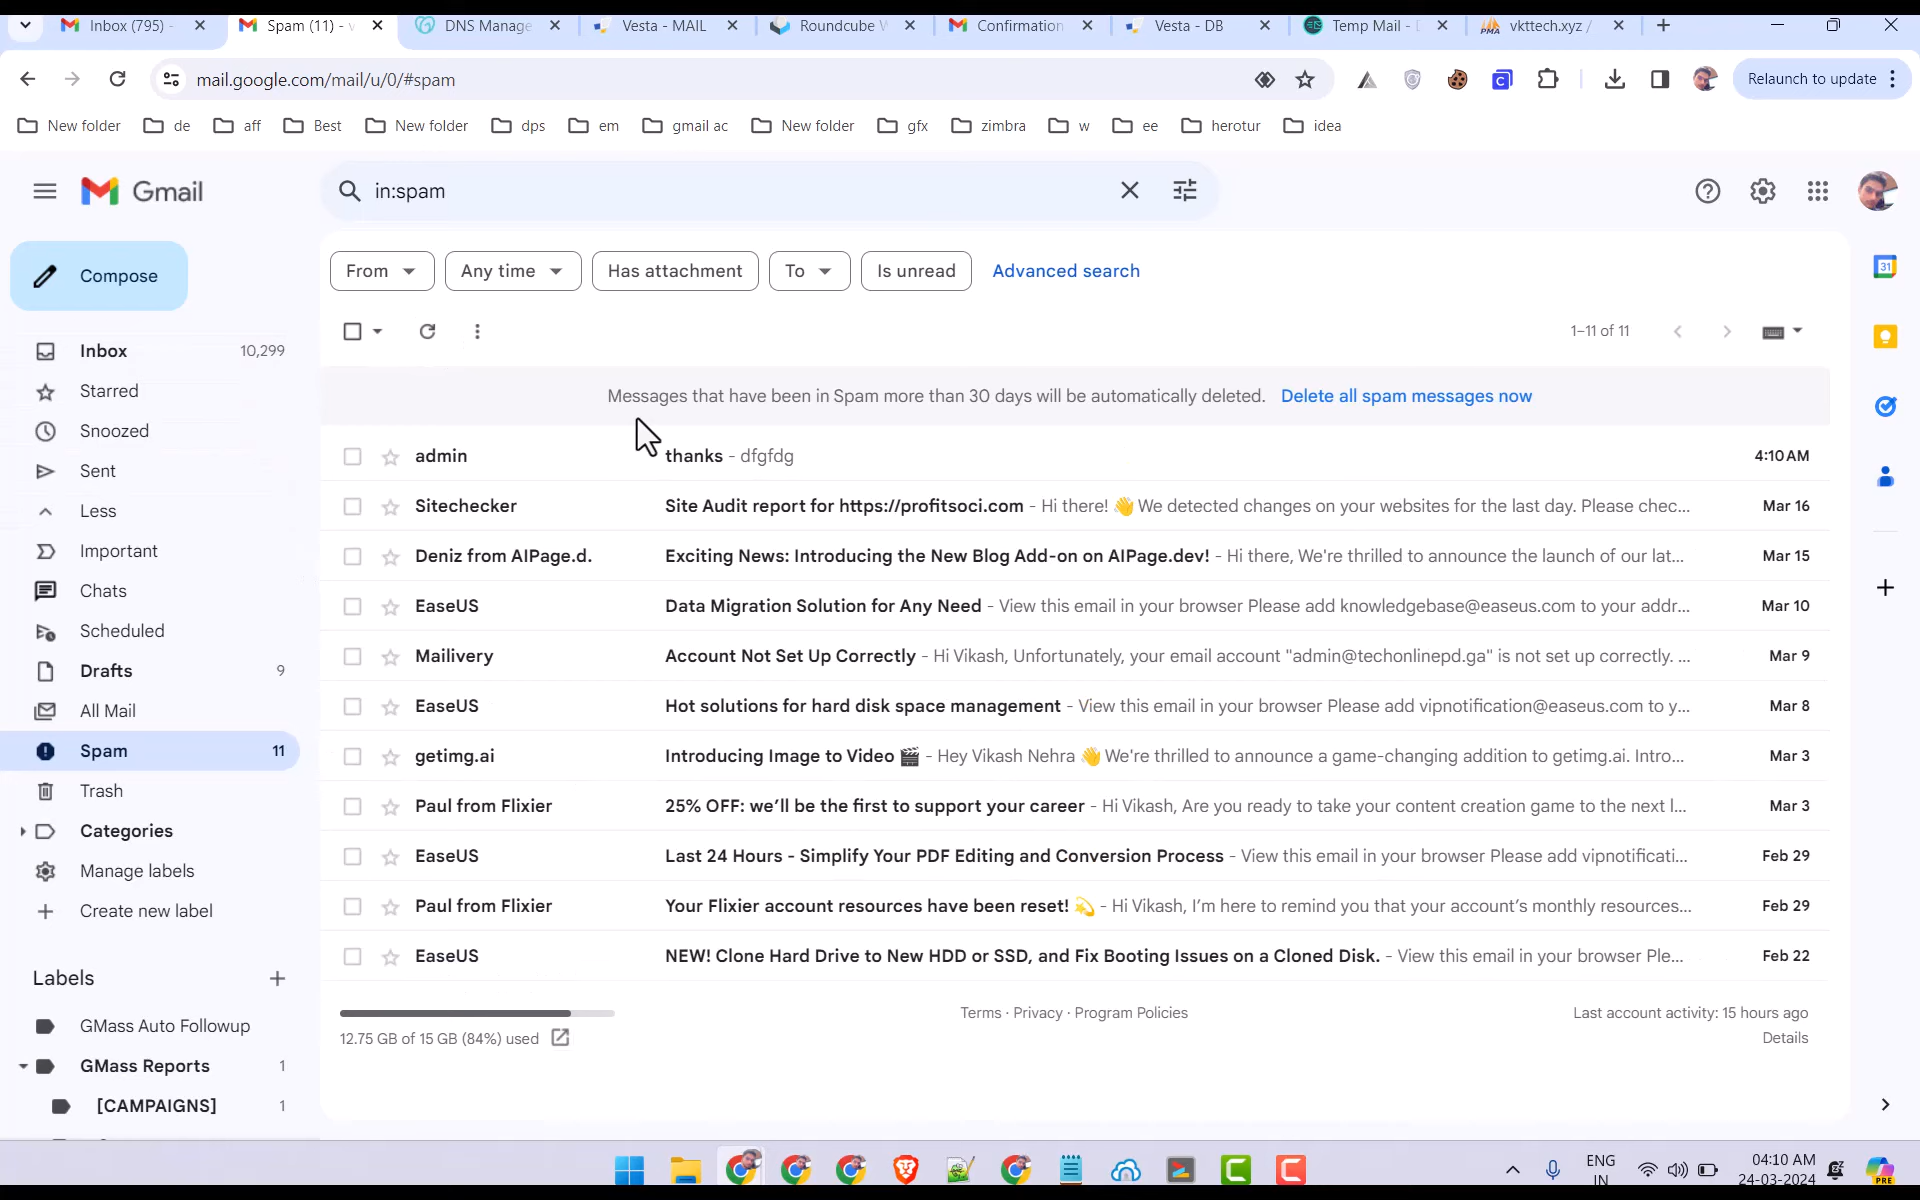 Inbox (795) -
Spam (11) - v
DNS Manage
Vesta - MAIL
Roundcube W
Confirmation
Vesta - DB
Temp Mail - D
vkttech.xyz /
mail.google.com/mail/u/0/#spam
Relaunch to update
New folder
de
aff
Best
New folder
dps
em
gmail ac
New folder
gfx
zimbra
w
ee
herotur
idea
Gmail
in:spam
Compose
From
Any time
Has attachment
To
Is unread
Advanced search
1–11 of 11
Messages that have been in Spam more than 30 days will be automatically deleted. Delete all spam messages now
Inbox 10,299
Starred
Snoozed
Sent
Less
Important
Chats
Scheduled
Drafts 9
All Mail
Spam 11
Trash
Categories
Manage labels
Create new label
Labels
GMass Auto Followup
GMass Reports 1
[CAMPAIGNS] 1
admin thanks - dfgfdg 4:10 AM
Sitechecker Site Audit report for https://profitsoci.com - Hi there! 👋 We detected changes on your websites for the last day. Please chec... Mar 16
Deniz from AIPage.d. Exciting News: Introducing the New Blog Add-on on AIPage.dev! - Hi there, We're thrilled to announce the launch of our lat... Mar 15
EaseUS Data Migration Solution for Any Need - View this email in your browser Please add knowledgebase@easeus.com to your addr... Mar 10
Mailivery Account Not Set Up Correctly - Hi Vikash, Unfortunately, your email account "admin@techonlinepd.ga" is not set up correctly. ... Mar 9
EaseUS Hot solutions for hard disk space management - View this email in your browser Please add vipnotification@easeus.com to y... Mar 8
getimg.ai Introducing Image to Video 🎬 - Hey Vikash Nehra 👋 We're thrilled to announce a game-changing addition to getimg.ai. Intro... Mar 3
Paul from Flixier 25% OFF: we’ll be the first to support your career - Hi Vikash, Are you ready to take your content creation game to the next l... Mar 3
EaseUS Last 24 Hours - Simplify Your PDF Editing and Conversion Process - View this email in your browser Please add vipnotificati... Feb 29
Paul from Flixier Your Flixier account resources have been reset! 💫 - Hi Vikash, I’m here to remind you that your account’s monthly resources... Feb 29
EaseUS NEW! Clone Hard Drive to New HDD or SSD, and Fix Booting Issues on a Cloned Disk. - View this email in your browser Ple... Feb 22
12.75 GB of 15 GB (84%) used
Terms · Privacy · Program Policies
Last account activity: 15 hours ago
Details
ENG
IN
04:10 AM
24-03-2024